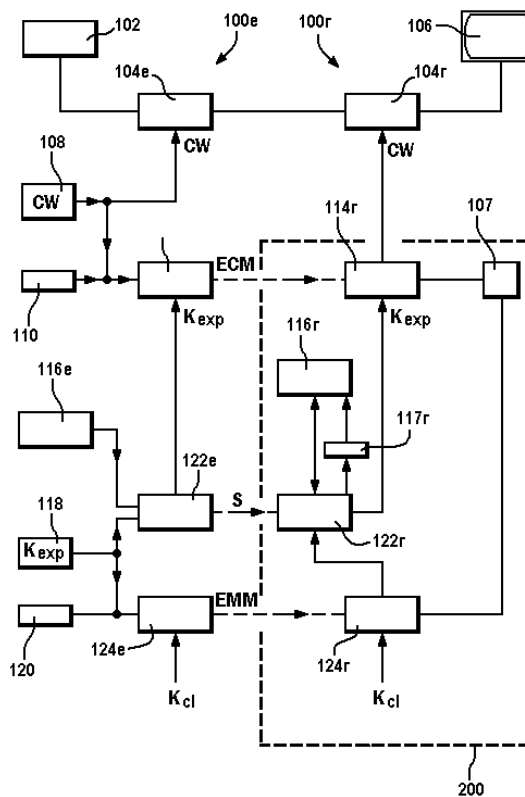 102
100e
100r
106
104e
104r
CW
CW
108
CW
114r
107
ECM
110
Kexp
Kexp
116r
116e
117r
122e
118
S
Kexp
122r
EMM
120
124e
124r
Kcl
Kcl
200